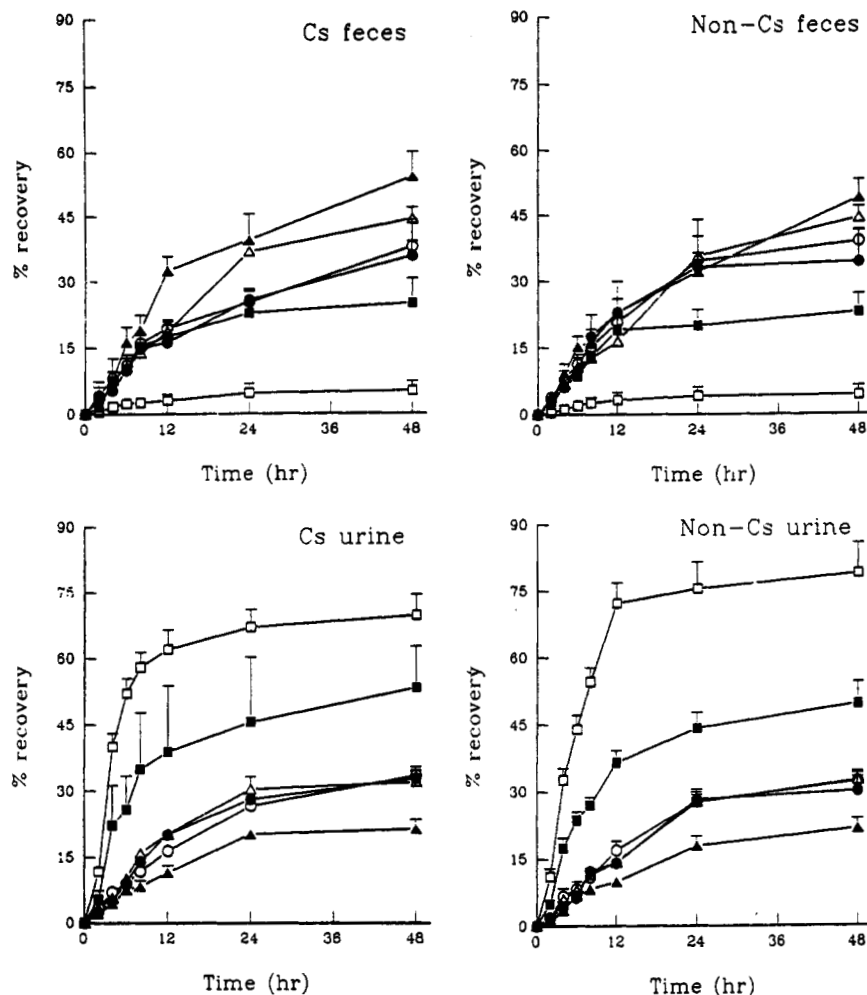 Cs feces
90
75
60
45
30
15
0
% recovery
0 12 24 36 48
Time (hr)
Non-Cs feces
90
75
60
45
30
15
0
% recovery
0 12 24 36 48
Time (hr)
Cs urine
90
75
60
45
30
15
0
% recovery
0 12 24 36 48
Time (hr)
Non-Cs urine
90
75
60
45
30
15
0
% recovery
0 12 24 36 48
Time (hr)